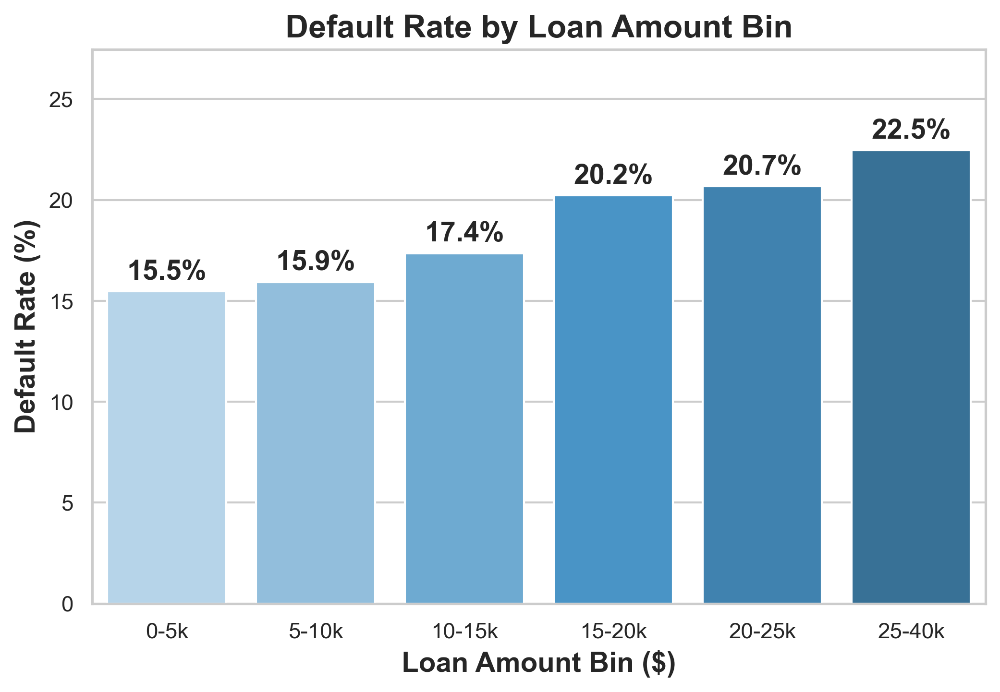 Default Rate by Loan Amount Bin
Default Rate (%)
25
20
15
10
5
0
15.5%
15.9%
17.4%
20.2%
20.7%
22.5%
0-5k
5-10k
10-15k
15-20k
20-25k
25-40k
Loan Amount Bin ($)